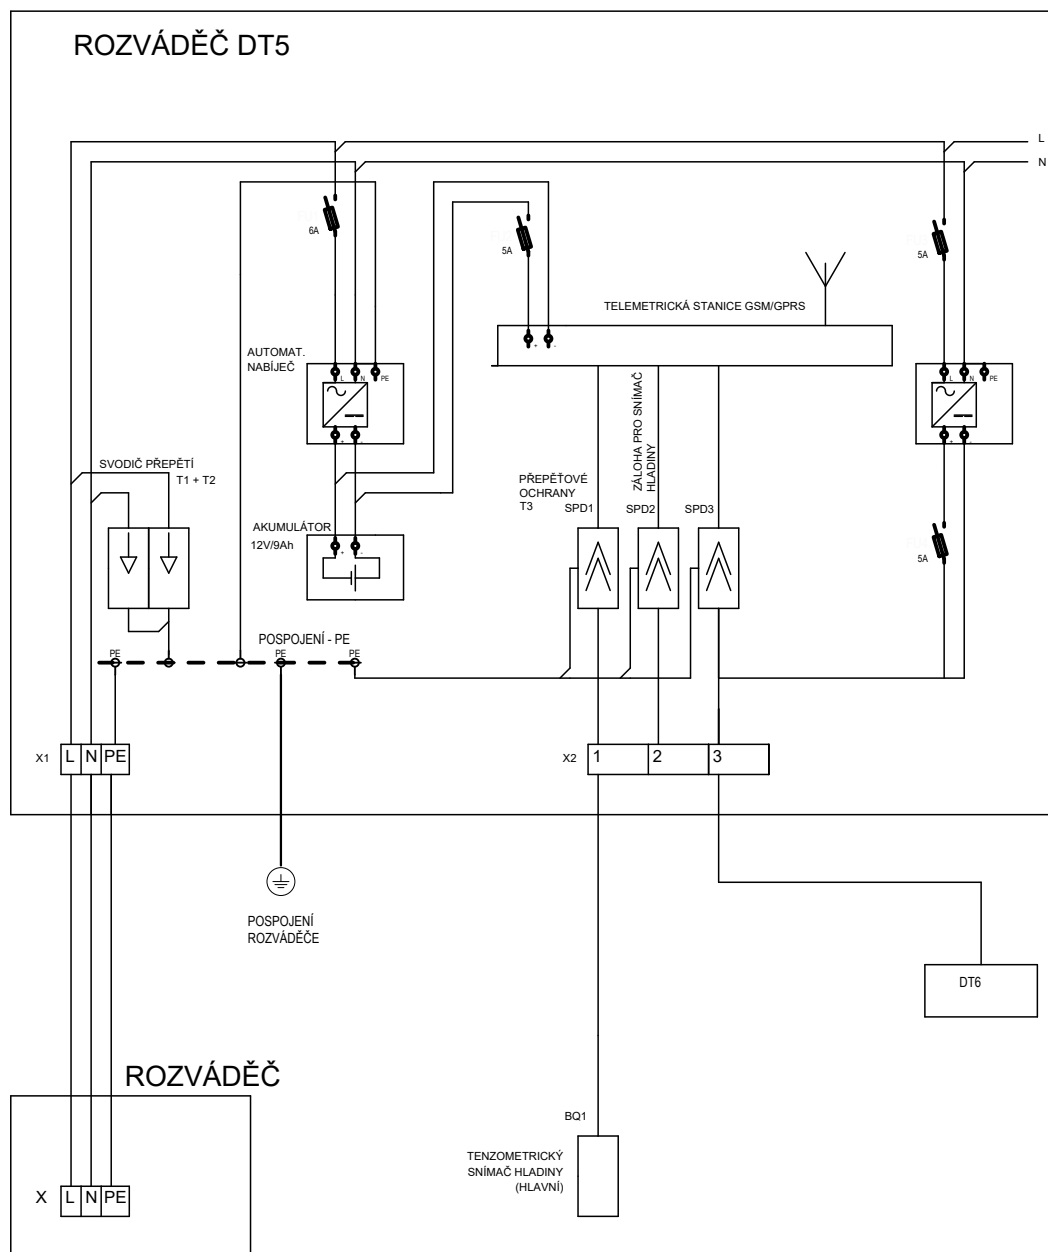 ROZVÁDĚČ DT5
L
N
6A
5A
5A
TELEMETRICKÁ STANICE GSM/GPRS
+
-
AUTOMAT.
NABÍJEČ
L
N
PE
+
-
L
N
PE
+
-
SVODIČ PŘEPĚTÍ
T1 + T2
ZÁLOHA PRO SNÍMAČ
HLADINY
PŘEPĚŤOVÉ
OCHRANY
T3
SPD1
SPD2
SPD3
AKUMULÁTOR
12V/9Ah
+
-
5A
POSPOJENÍ - PE
PE
PE
PE
X1
L
N
PE
X2
1
2
3
POSPOJENÍ
ROZVÁDĚČE
DT6
ROZVÁDĚČ
BQ1
TENZOMETRICKÝ
SNÍMAČ HLADINY
(HLAVNÍ)
X
L
N
PE